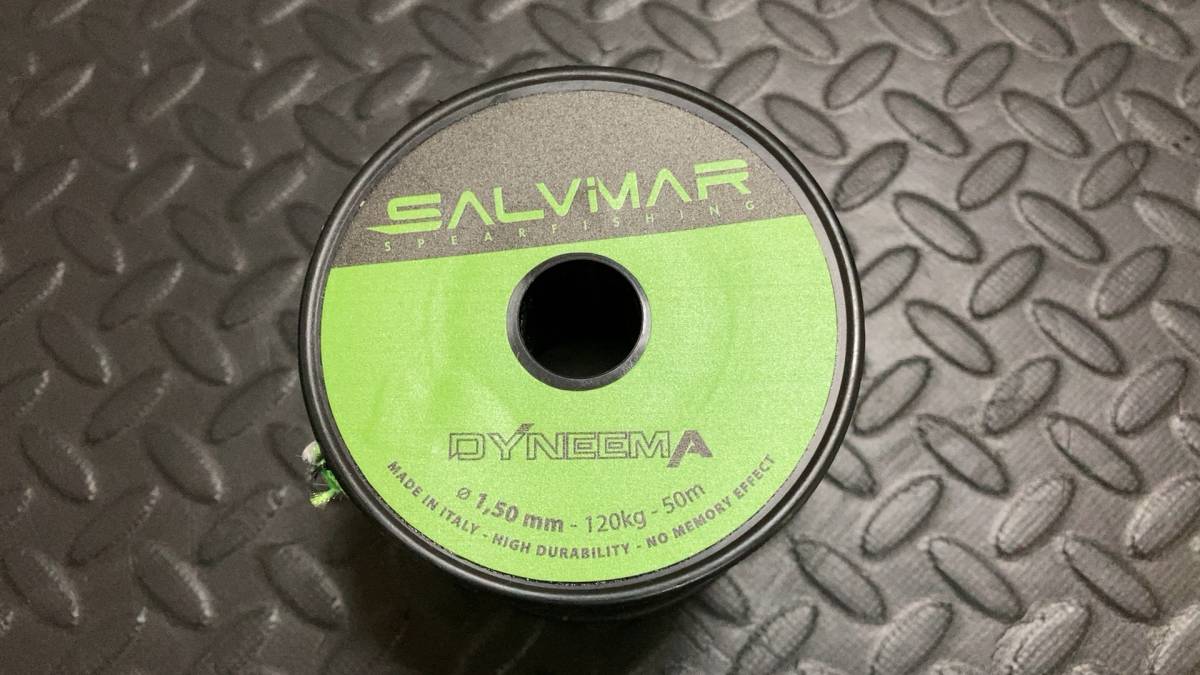 SALViMAR
SPEARFISHING
DYNEEMA
⌀ 1,50 mm - 120kg - 50m
MADE IN ITALY - HIGH DURABILITY - NO MEMORY EFFECT